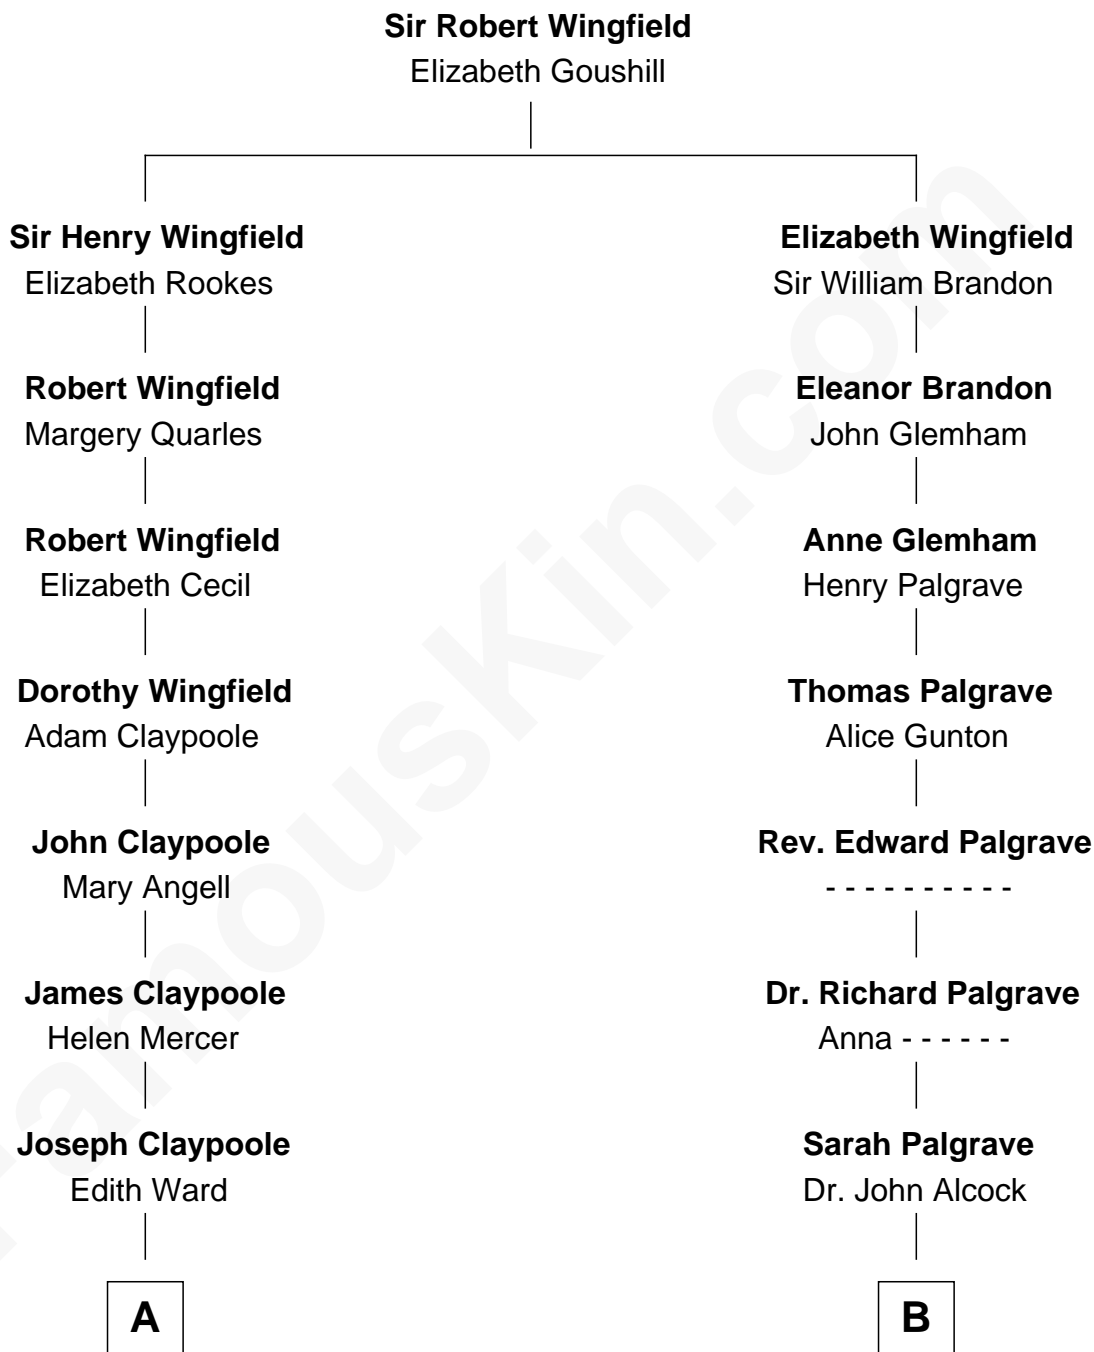 Sir Robert Wingfield
Elizabeth Goushill
Sir Henry Wingfield
Elizabeth Rookes
Elizabeth Wingfield
Sir William Brandon
Robert Wingfield
Margery Quarles
Eleanor Brandon
John Glemham
Robert Wingfield
Elizabeth Cecil
Anne Glemham
Henry Palgrave
Dorothy Wingfield
Adam Claypoole
Thomas Palgrave
Alice Gunton
John Claypoole
Mary Angell
Rev. Edward Palgrave
- - - - - - - - - -
James Claypoole
Helen Mercer
Dr. Richard Palgrave
Anna - - - - - -
Joseph Claypoole
Edith Ward
Sarah Palgrave
Dr. John Alcock
A
B
FamousKin.com